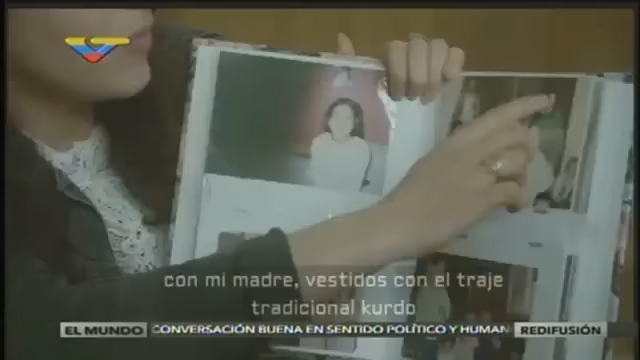 con mi madre, vestidos con el traje
tradicional kurdo
EL MUNDO CONVERSACIÓN BUENA EN SENTIDO POLÍTICO Y HUMAN REDIFUSIÓN